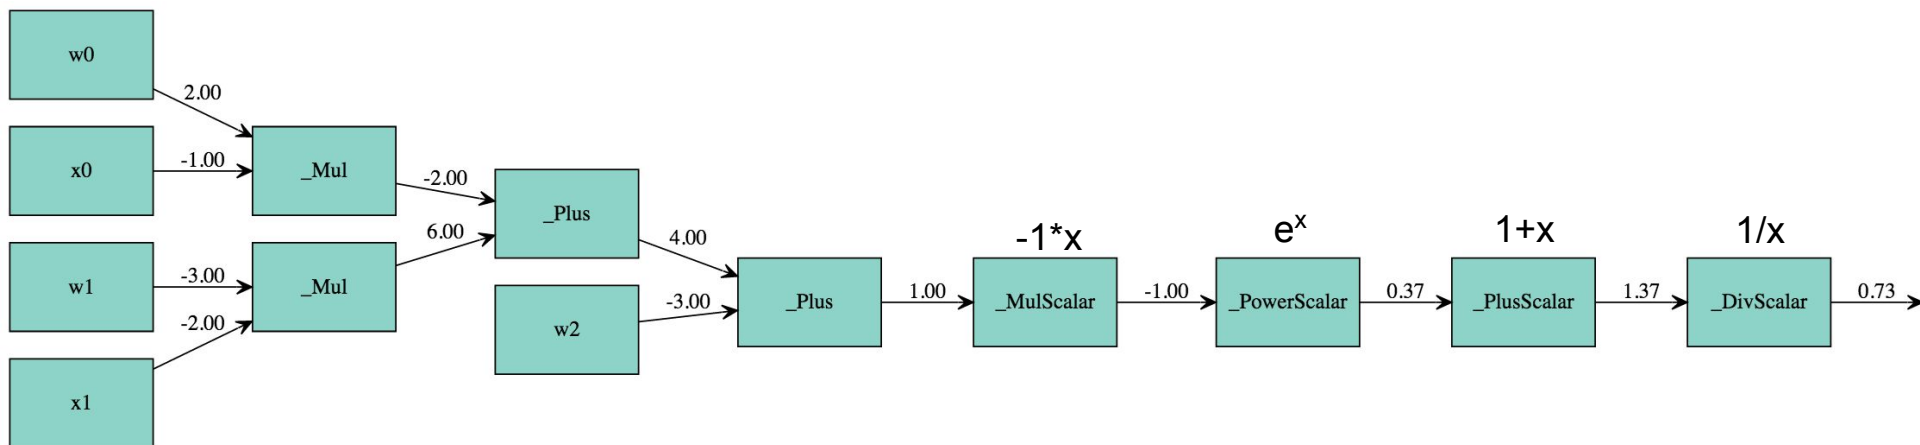 w0
2.00
x0
-1.00
_Mul
-2.00
w1
-3.00
_Mul
6.00
-2.00
x1
_Plus
4.00
w2
-3.00
_Plus
1.00
-1*x
_MulScalar
-1.00
eˣ
_PowerScalar
0.37
1+x
_PlusScalar
1.37
1/x
_DivScalar
0.73